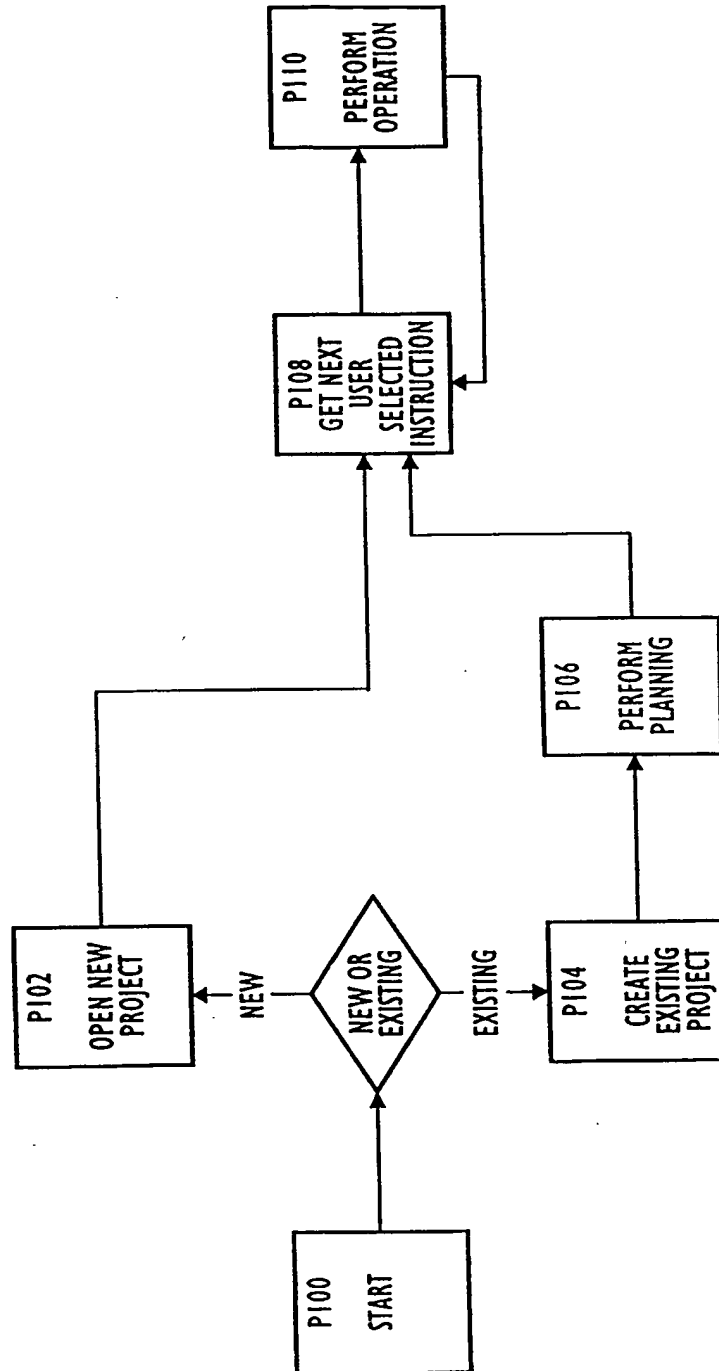 P100
START
NEW OR
EXISTING
NEW
EXISTING
P102
OPEN NEW
PROJECT
P104
CREATE
EXISTING
PROJECT
P106
PERFORM
PLANNING
P108
GET NEXT
USER
SELECTED
INSTRUCTION
P110
PERFORM
OPERATION